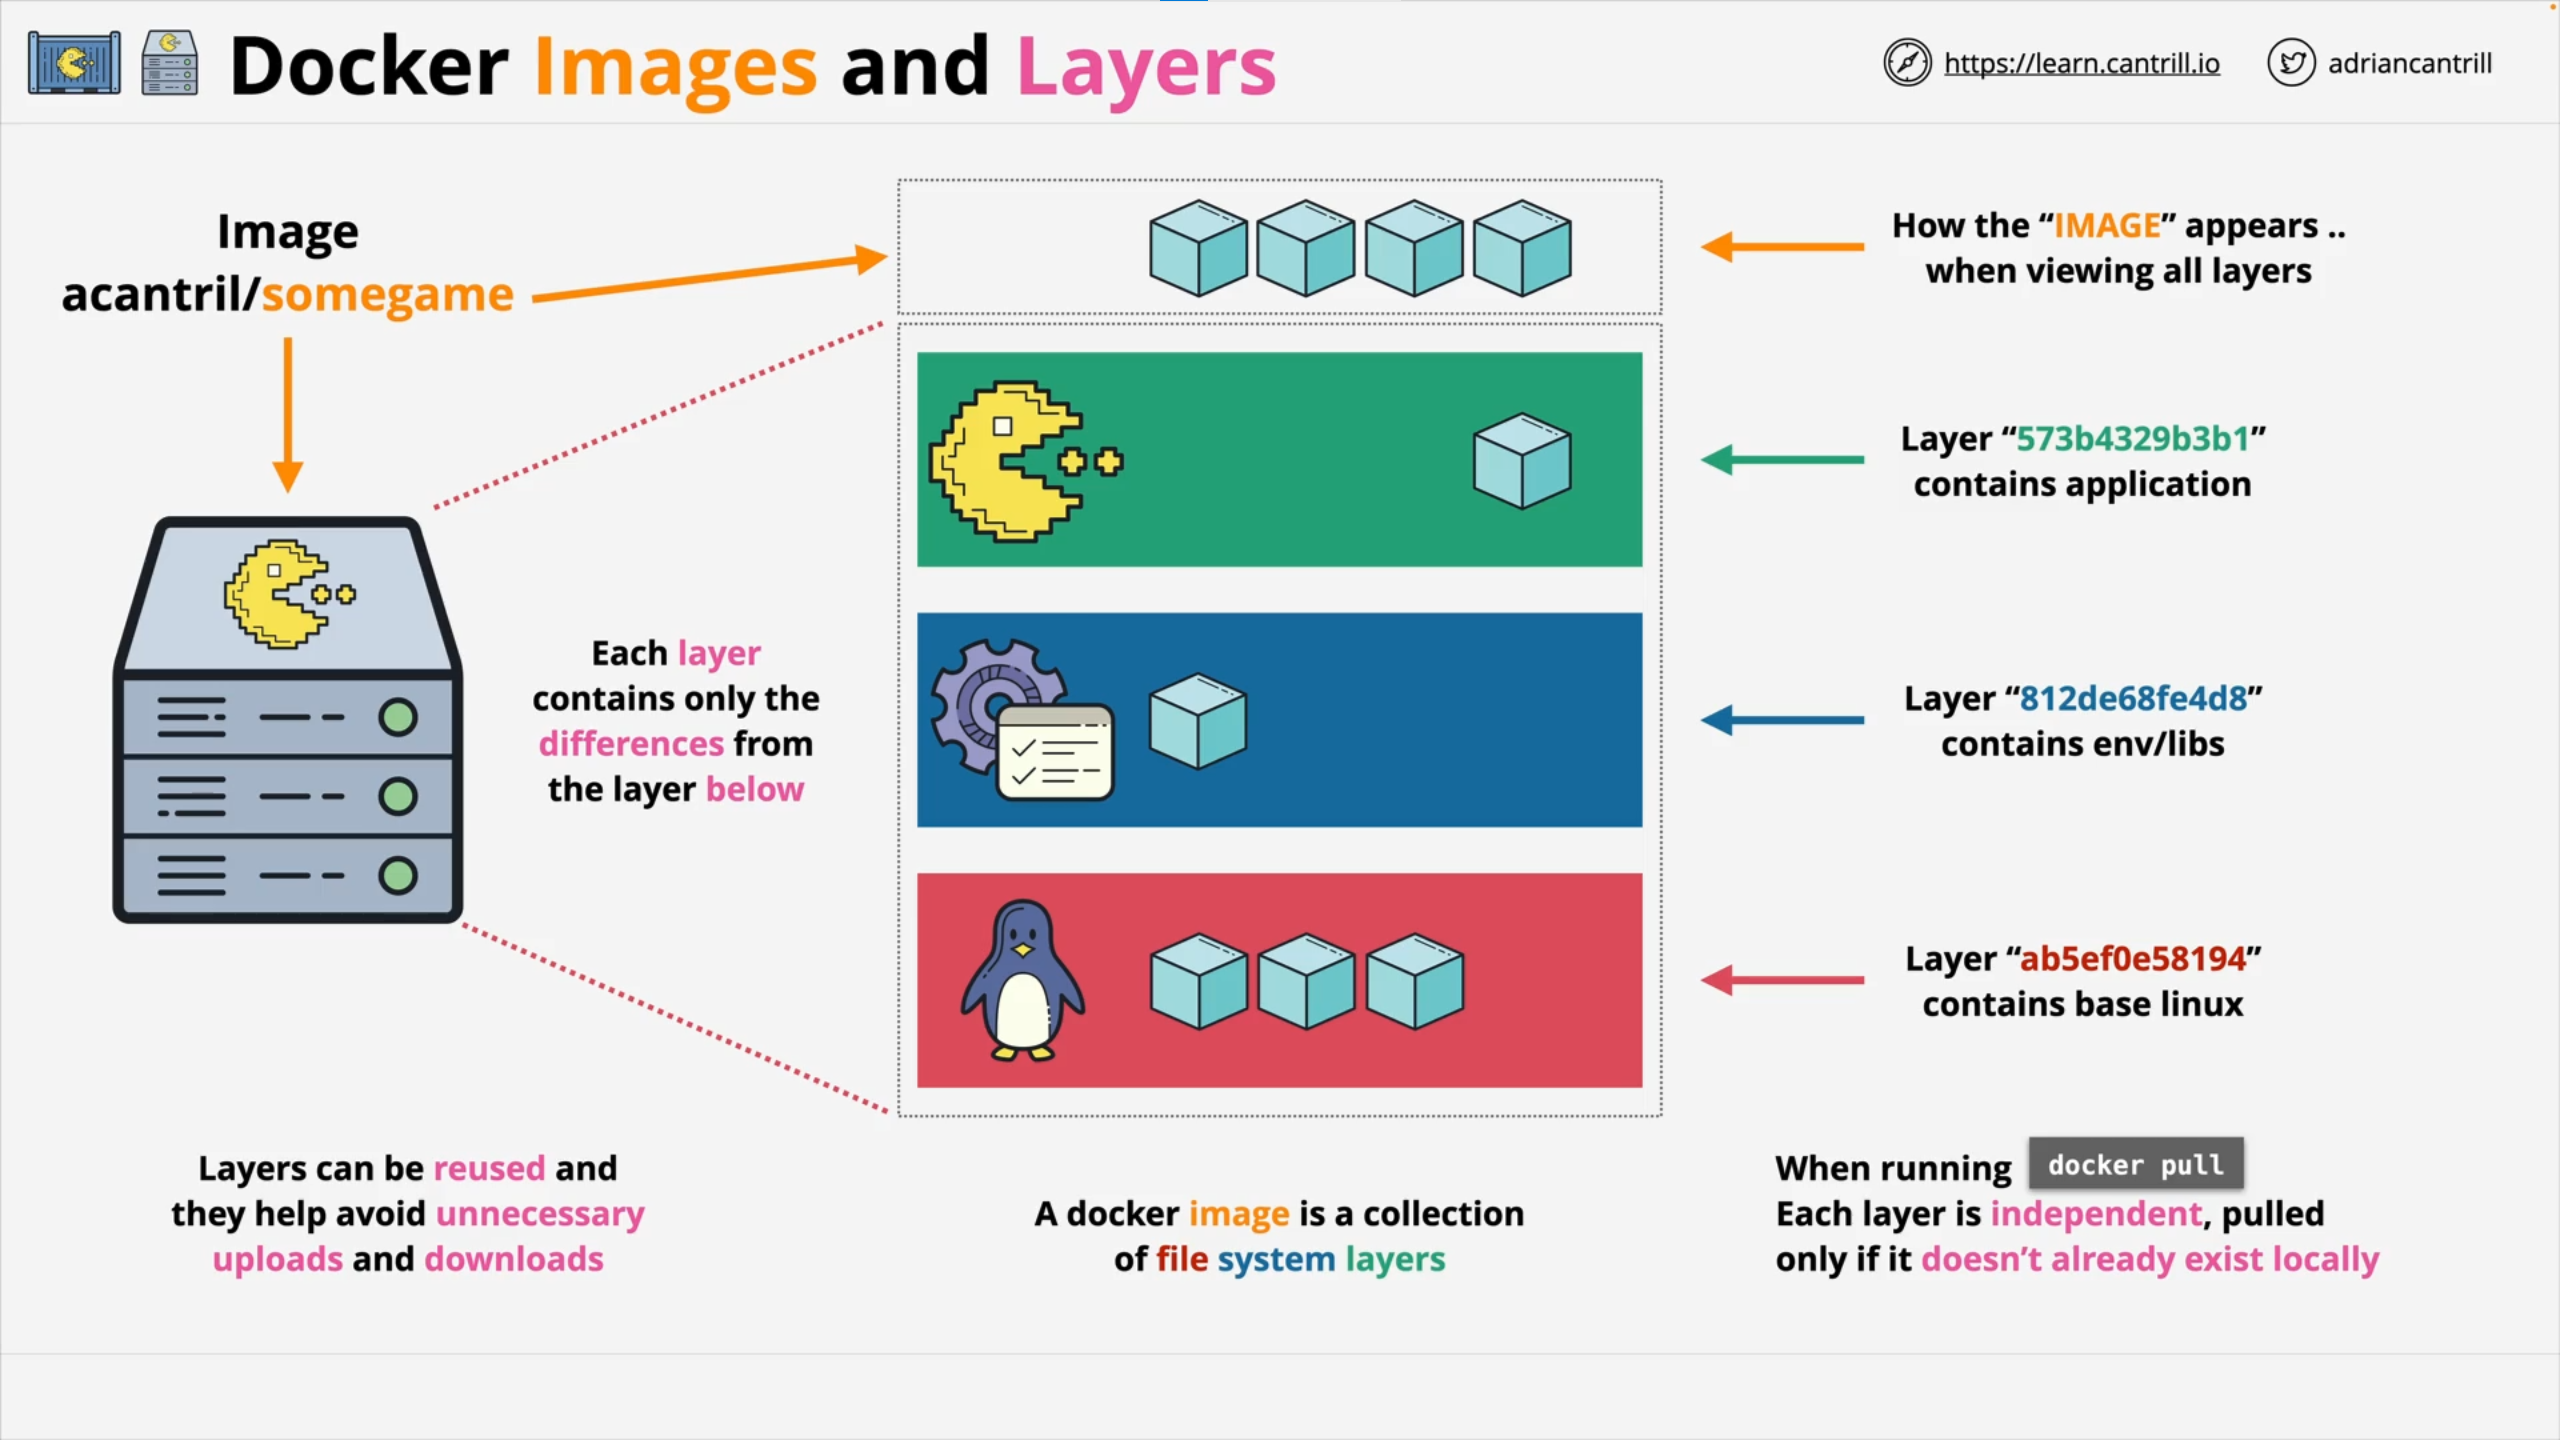 Docker Images and Layers
https://learn.cantrill.io
adriancantrill
Image
acantril/somegame
How the “IMAGE” appears ..
when viewing all layers
Layer “573b4329b3b1”
contains application
Each layer
contains only the
differences from
the layer below
Layer “812de68fe4d8”
contains env/libs
Layer “ab5ef0e58194”
contains base linux
Layers can be reused and
they help avoid unnecessary
uploads and downloads
A docker image is a collection
of file system layers
When running docker pull
Each layer is independent, pulled
only if it doesn’t already exist locally